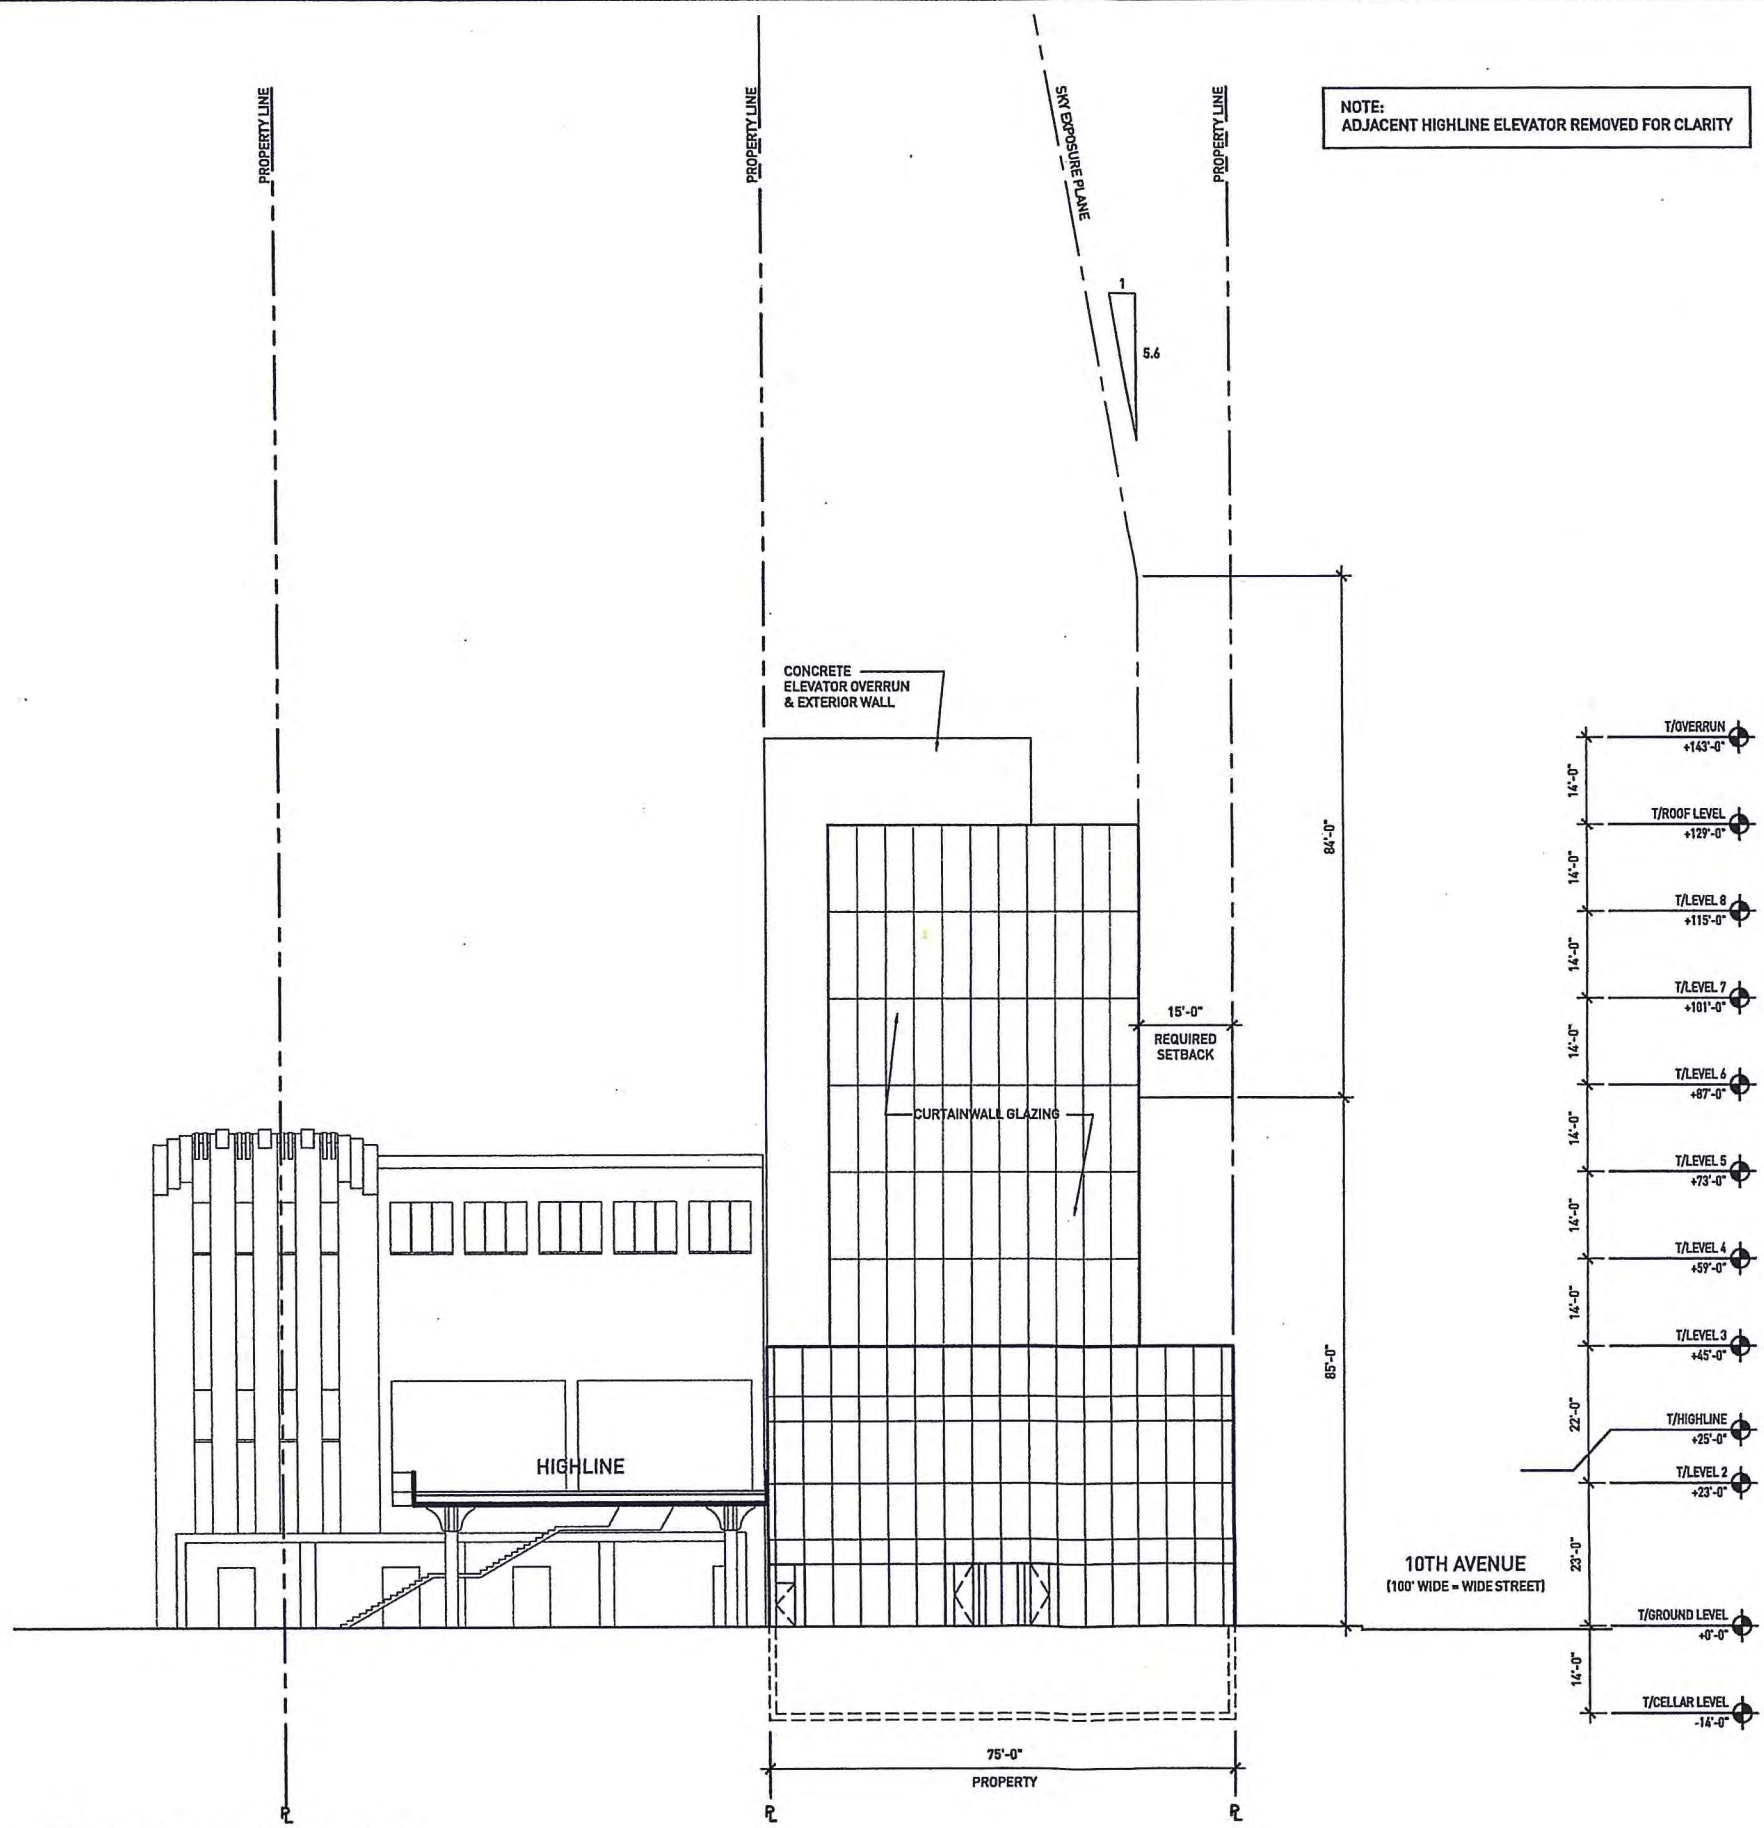 PROPERTY LINE
PROPERTY LINE
SKY EXPOSURE PLANE
PROPERTY LINE
NOTE:
ADJACENT HIGHLINE ELEVATOR REMOVED FOR CLARITY
1
5.6
CONCRETE
ELEVATOR OVERRUN
& EXTERIOR WALL
84'-0"
15'-0"
REQUIRED
SETBACK
CURTAINWALL GLAZING
85'-0"
HIGHLINE
T/OVERRUN
+143'-0"
14'-0"
T/ROOF LEVEL
+129'-0"
14'-0"
T/LEVEL 8
+115'-0"
14'-0"
T/LEVEL 7
+101'-0"
14'-0"
T/LEVEL 6
+87'-0"
14'-0"
T/LEVEL 5
+73'-0"
14'-0"
T/LEVEL 4
+59'-0"
14'-0"
T/LEVEL 3
+45'-0"
22'-0"
T/HIGHLINE
+25'-0"
T/LEVEL 2
+23'-0"
23'-0"
10TH AVENUE
(100' WIDE = WIDE STREET)
T/GROUND LEVEL
+0'-0"
14'-0"
T/CELLAR LEVEL
-14'-0"
75'-0"
PROPERTY
PL
PL
PL